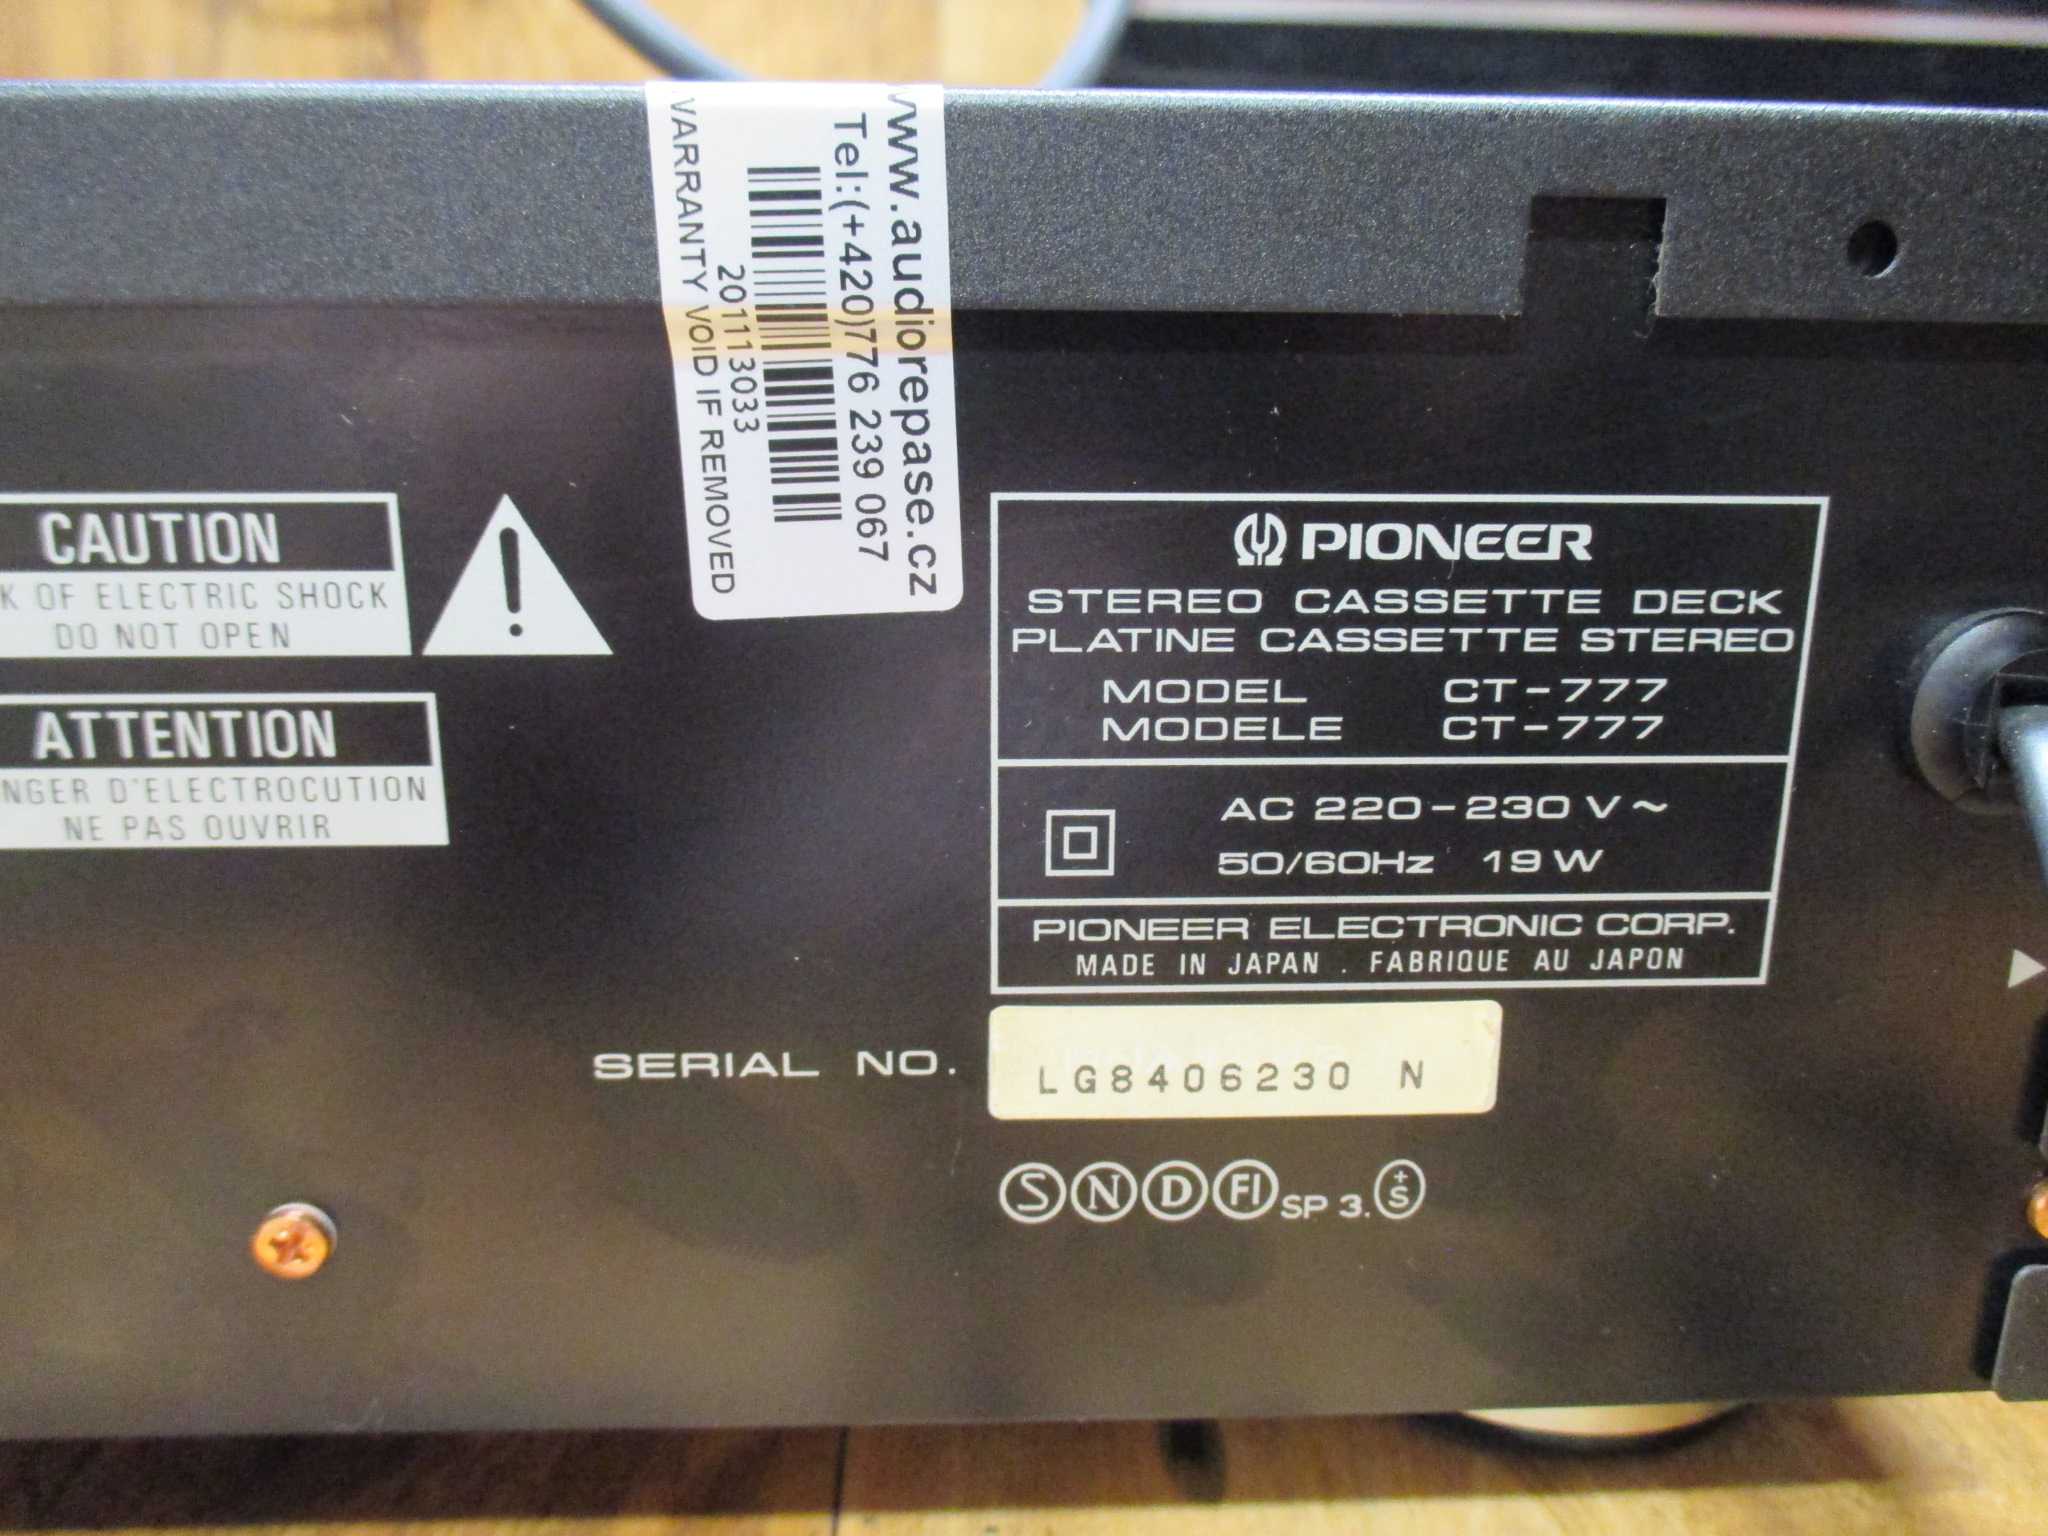 www.audiorepase.cz
Tel:(+420)776 239 067
201113033
WARRANTY VOID IF REMOVED
CAUTION
OF ELECTRIC SHOCK
DO NOT OPEN
ATTENTION
D'ELECTROCUTION
NE PAS OUVRIR
PIONEER
STEREO CASSETTE DECK
PLATINE CASSETTE STEREO
MODEL CT-777
MODELE CT-777
AC 220-230 V~
50/60Hz 19 W
PIONEER ELECTRONIC CORP.
MADE IN JAPAN . FABRIQUE AU JAPON
SERIAL NO. LG8406230 N
S N D FI SP 3. +S